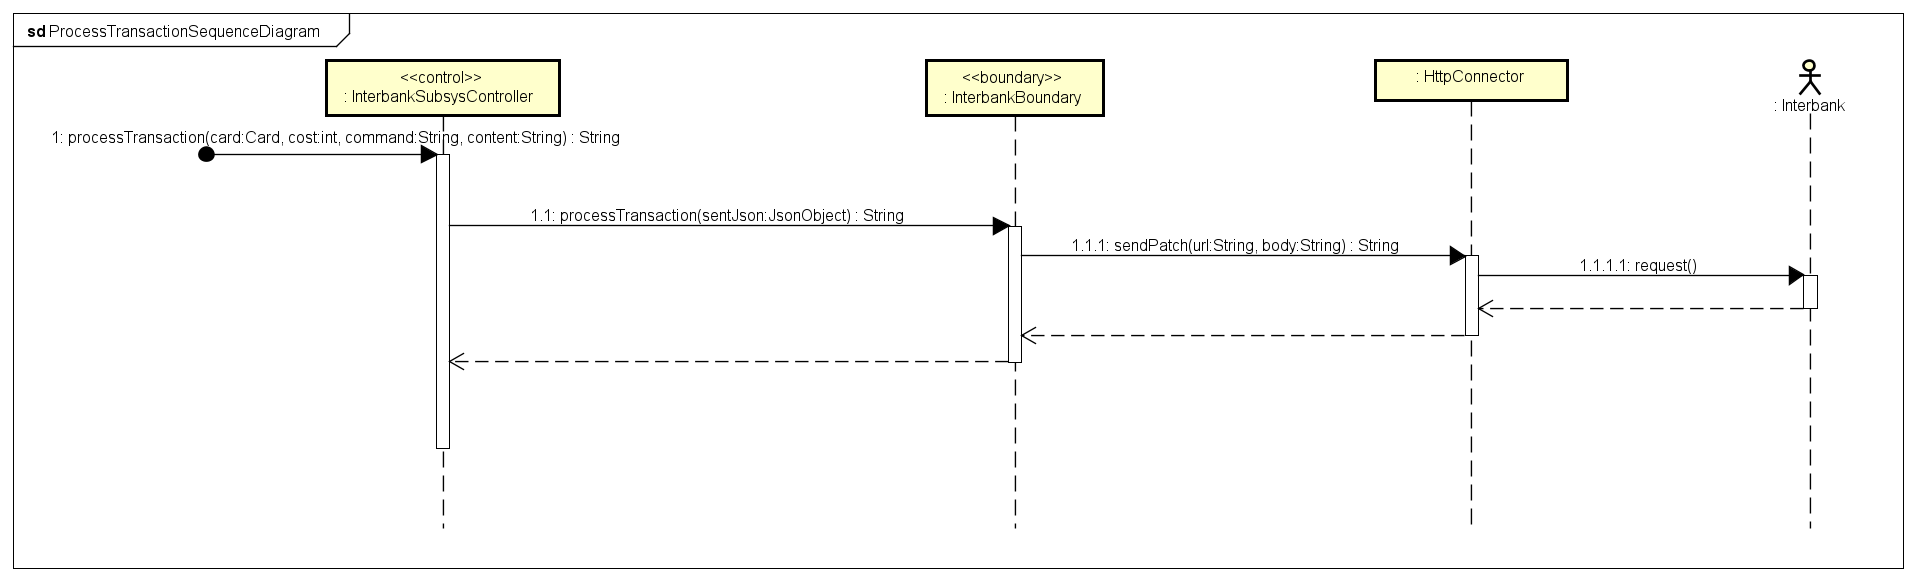 sd ProcessTransactionSequenceDiagram
<<control>>
: InterbankSubsysController
<<boundary>>
: InterbankBoundary
: HttpConnector
: Interbank
1: processTransaction(card:Card, cost:int, command:String, content:String) : String
1.1: processTransaction(sentJson:JsonObject) : String
1.1.1: sendPatch(url:String, body:String) : String
1.1.1.1: request()